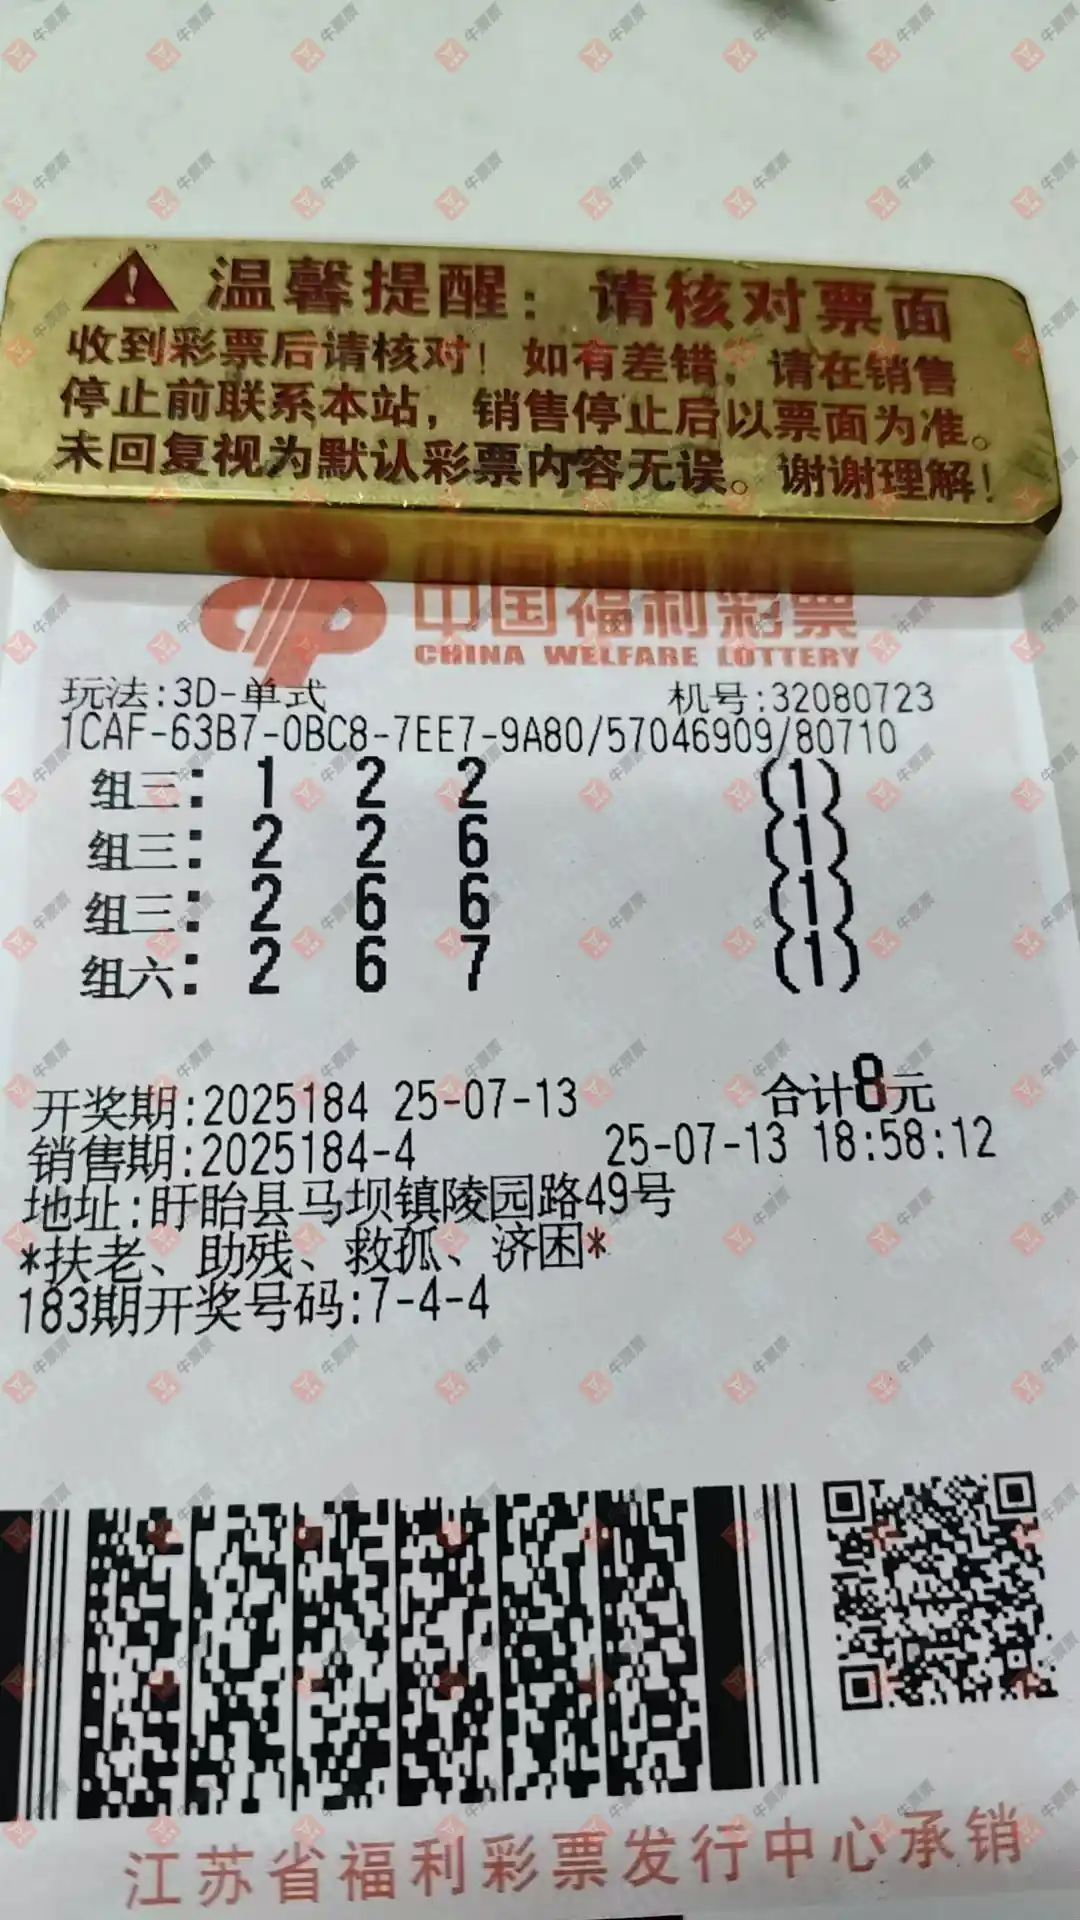 温馨提醒：请核对票面
收到彩票后请核对！如有差错，请在销售
停止前联系本站，销售停止后以票面为准。
未回复视为默认彩票内容无误。谢谢理解！
中国福利彩票
CHINA WELFARE LOTTERY
玩法:3D-单式 机号:32080723
1CAF-63B7-0BC8-7EE7-9A80/57046909/80710
组三: 1 2 2 (1)
组三: 2 2 6 (1)
组三: 2 6 6 (1)
组六: 2 6 7 (1)
开奖期:2025184 25-07-13 合计8元
销售期:2025184-4 25-07-13 18:58:12
地址:盱眙县马坝镇陵园路49号
*扶老、助残、救孤、济困*
183期开奖号码:7-4-4
江苏省福利彩票发行中心承销
牛票票